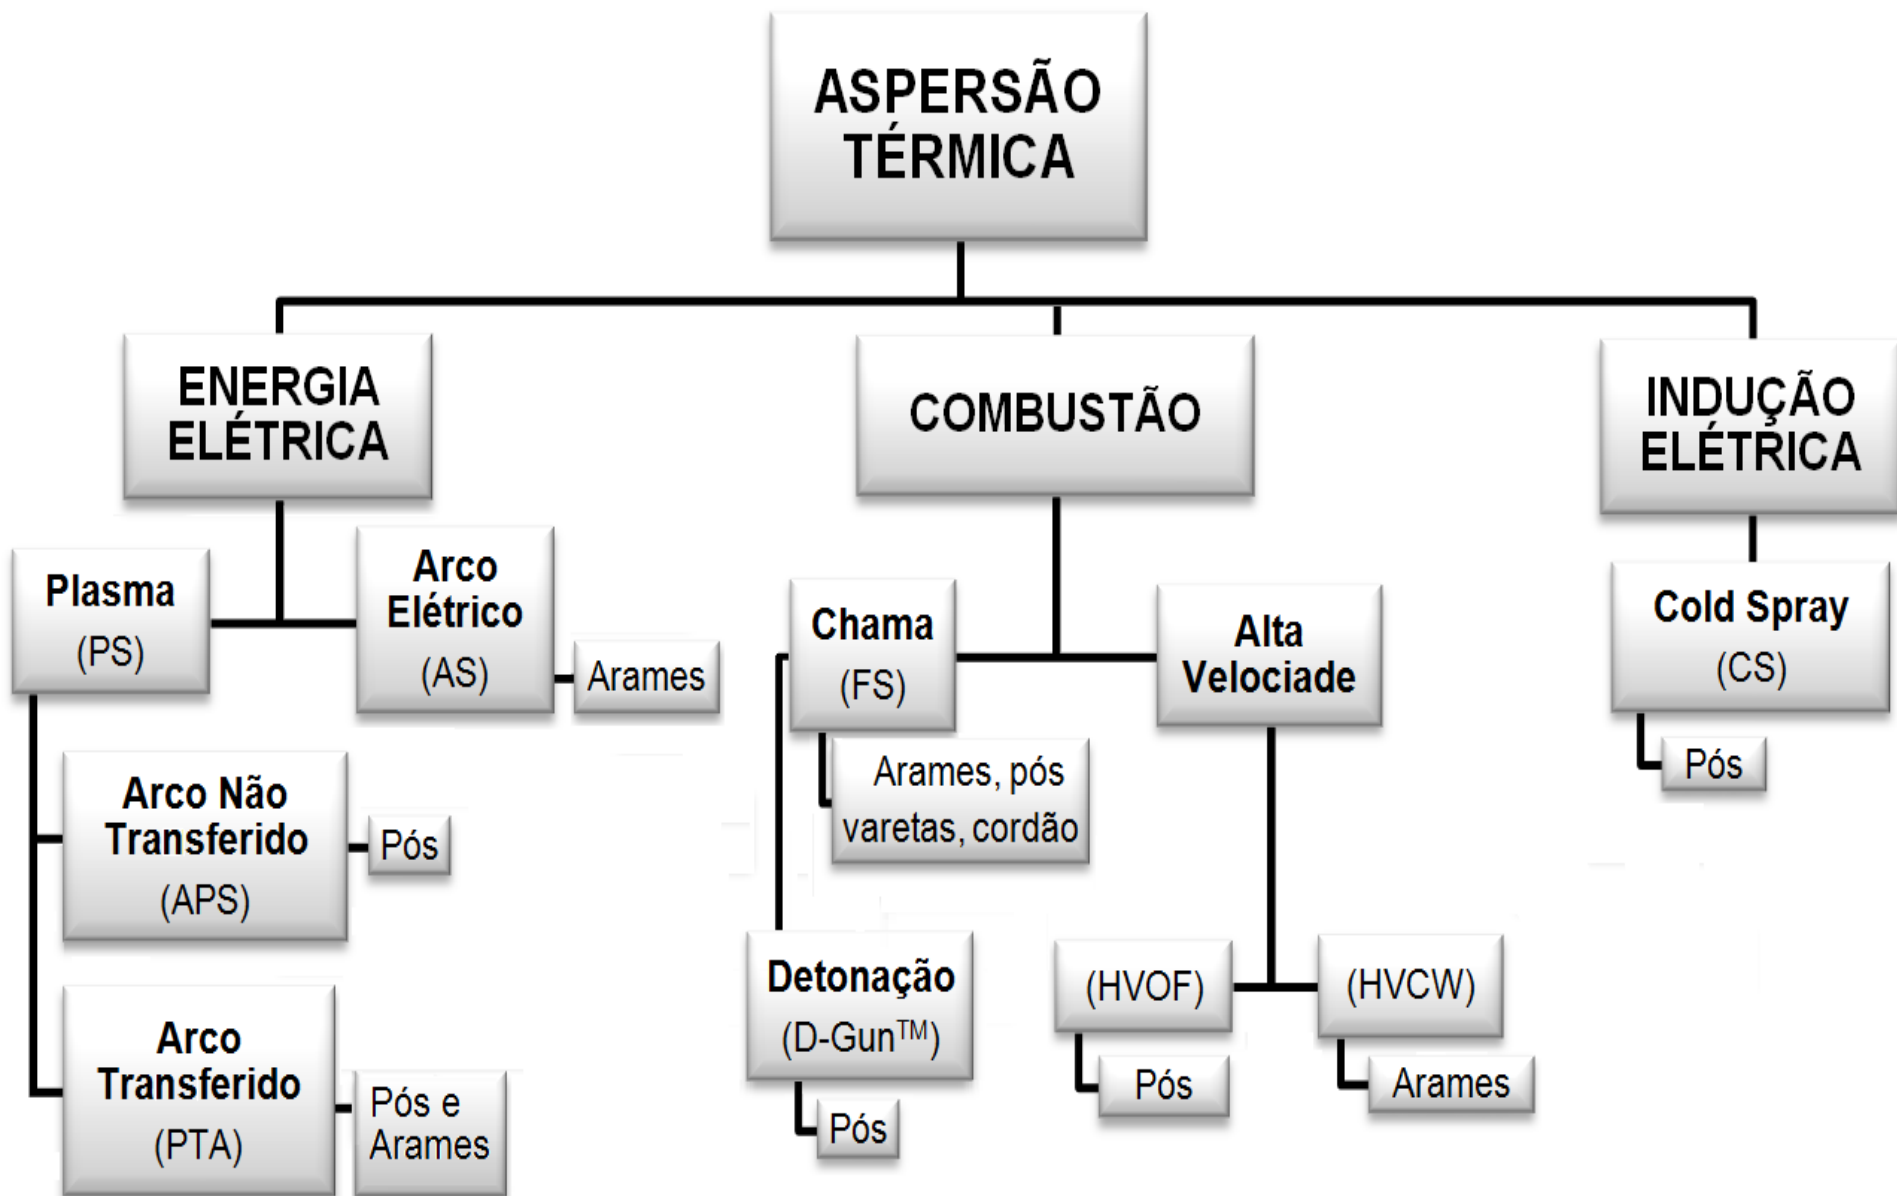 ASPERSÃO
TÉRMICA
ENERGIA
ELÉTRICA
COMBUSTÃO
INDUÇÃO
ELÉTRICA
Plasma
(PS)
Arco
Elétrico
(AS)
Arames
Chama
(FS)
Alta
Velociade
Cold Spray
(CS)
Pós
Arames, pós
varetas, cordão
Arco Não
Transferido
(APS)
Pós
Detonação
(D-Gun™)
Pós
(HVOF)
Pós
(HVCW)
Arames
Arco
Transferido
(PTA)
Pós e
Arames